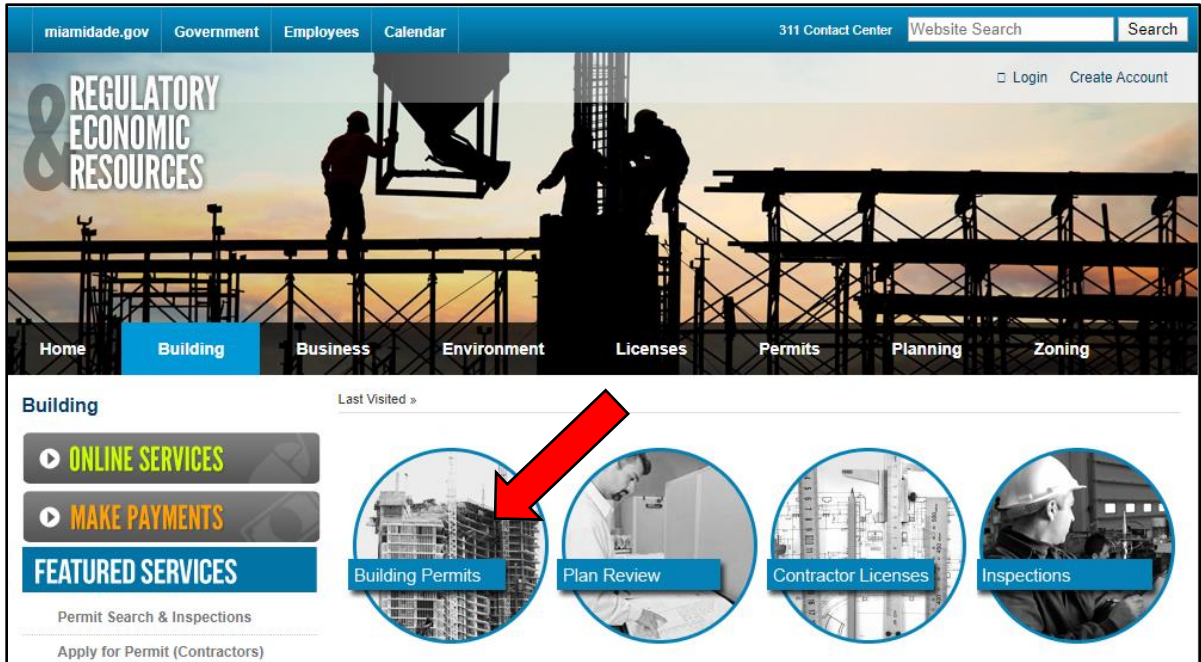 miamidade.gov Government Employees Calendar 311 Contact Center Website Search Search
Login Create Account
&
REGULATORY
ECONOMIC
RESOURCES
Home Building Business Environment Licenses Permits Planning Zoning
Building
Last Visited »
ONLINE SERVICES
MAKE PAYMENTS
FEATURED SERVICES
Permit Search & Inspections
Apply for Permit (Contractors)
Building Permits Plan Review Contractor Licenses Inspections